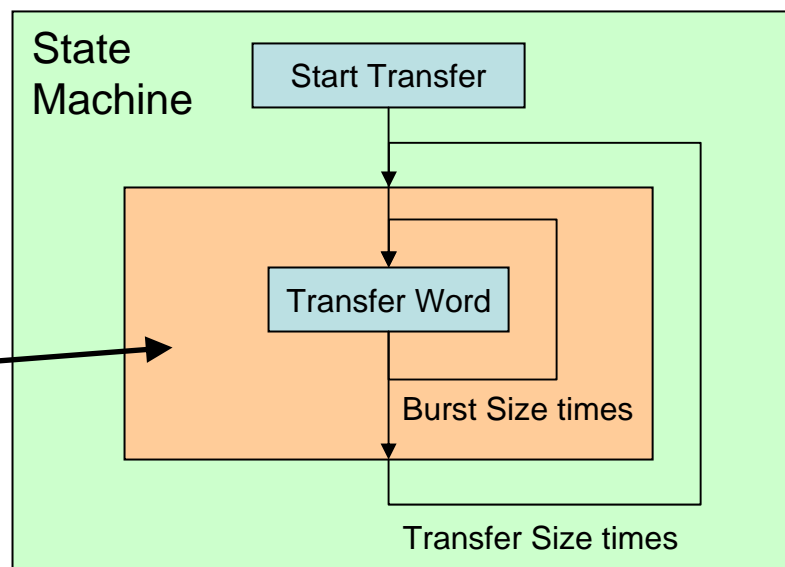 State
Machine
Start Transfer
Transfer Word
Burst Size times
Transfer Size times